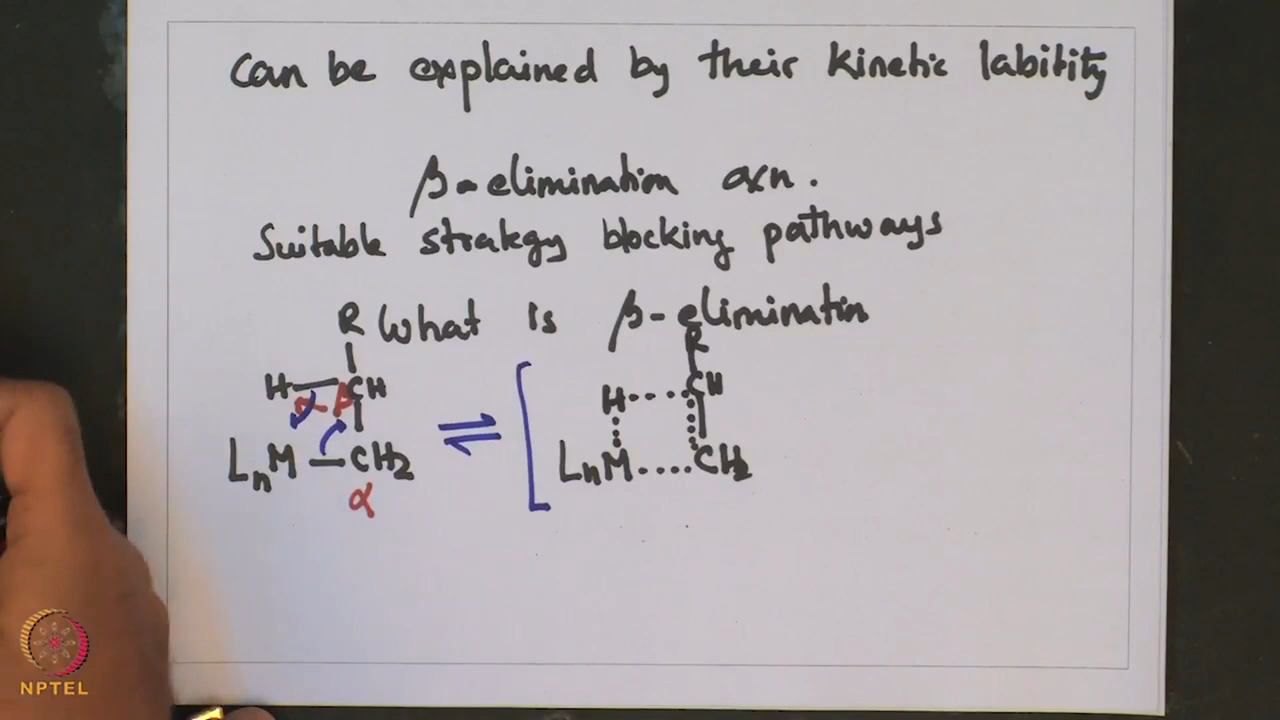 can be explained by their kinetic labitity
β-elimination rxn.
Suitable strategy blocking pathways
R What is β-elimination
R
H CH
H CH
β
LnM — CH2
LnM .... CH2
α
NPTEL